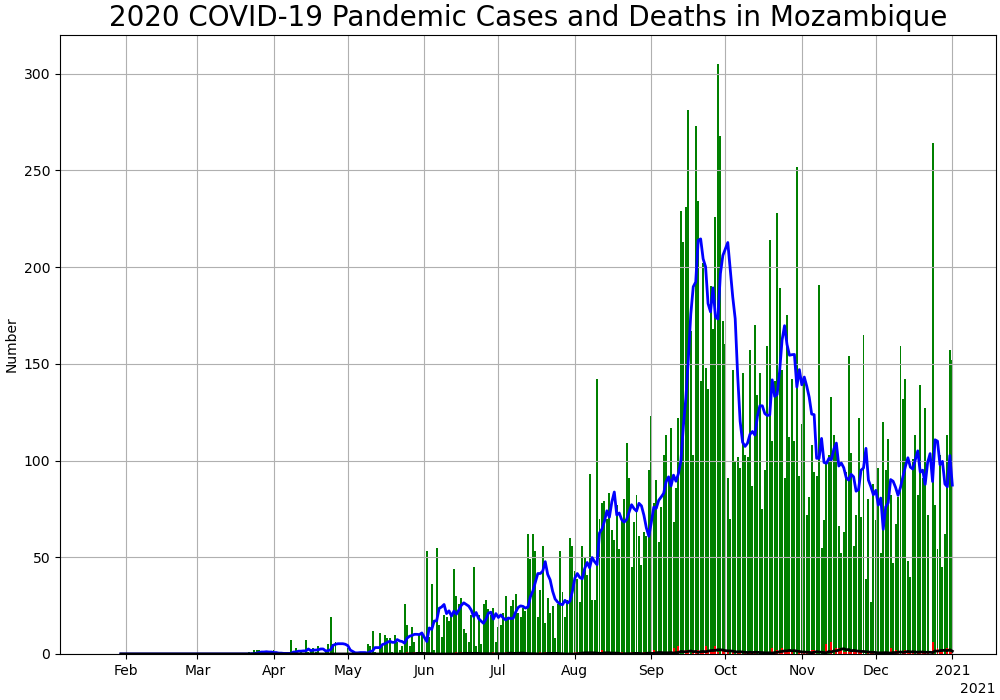 2020 COVID-19 Pandemic Cases and Deaths in Mozambique
Number
300
250
200
150
100
50
0
Feb Mar Apr May Jun Jul Aug Sep Oct Nov Dec 2021
2021